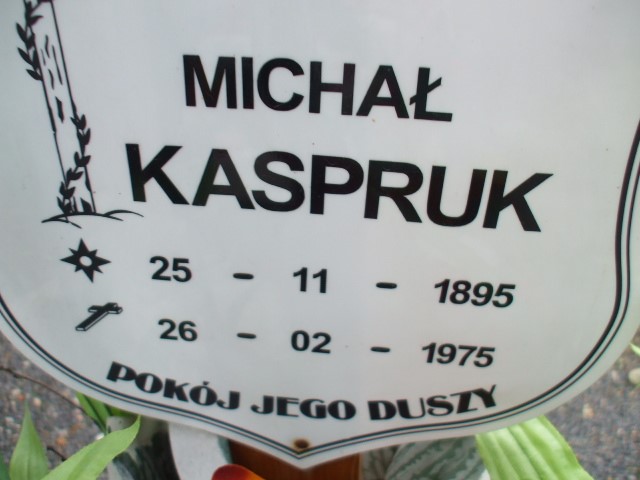 MICHAŁ
KASPRUK
25 - 11 - 1895
26 - 02 - 1975
POKÓJ JEGO DUSZY